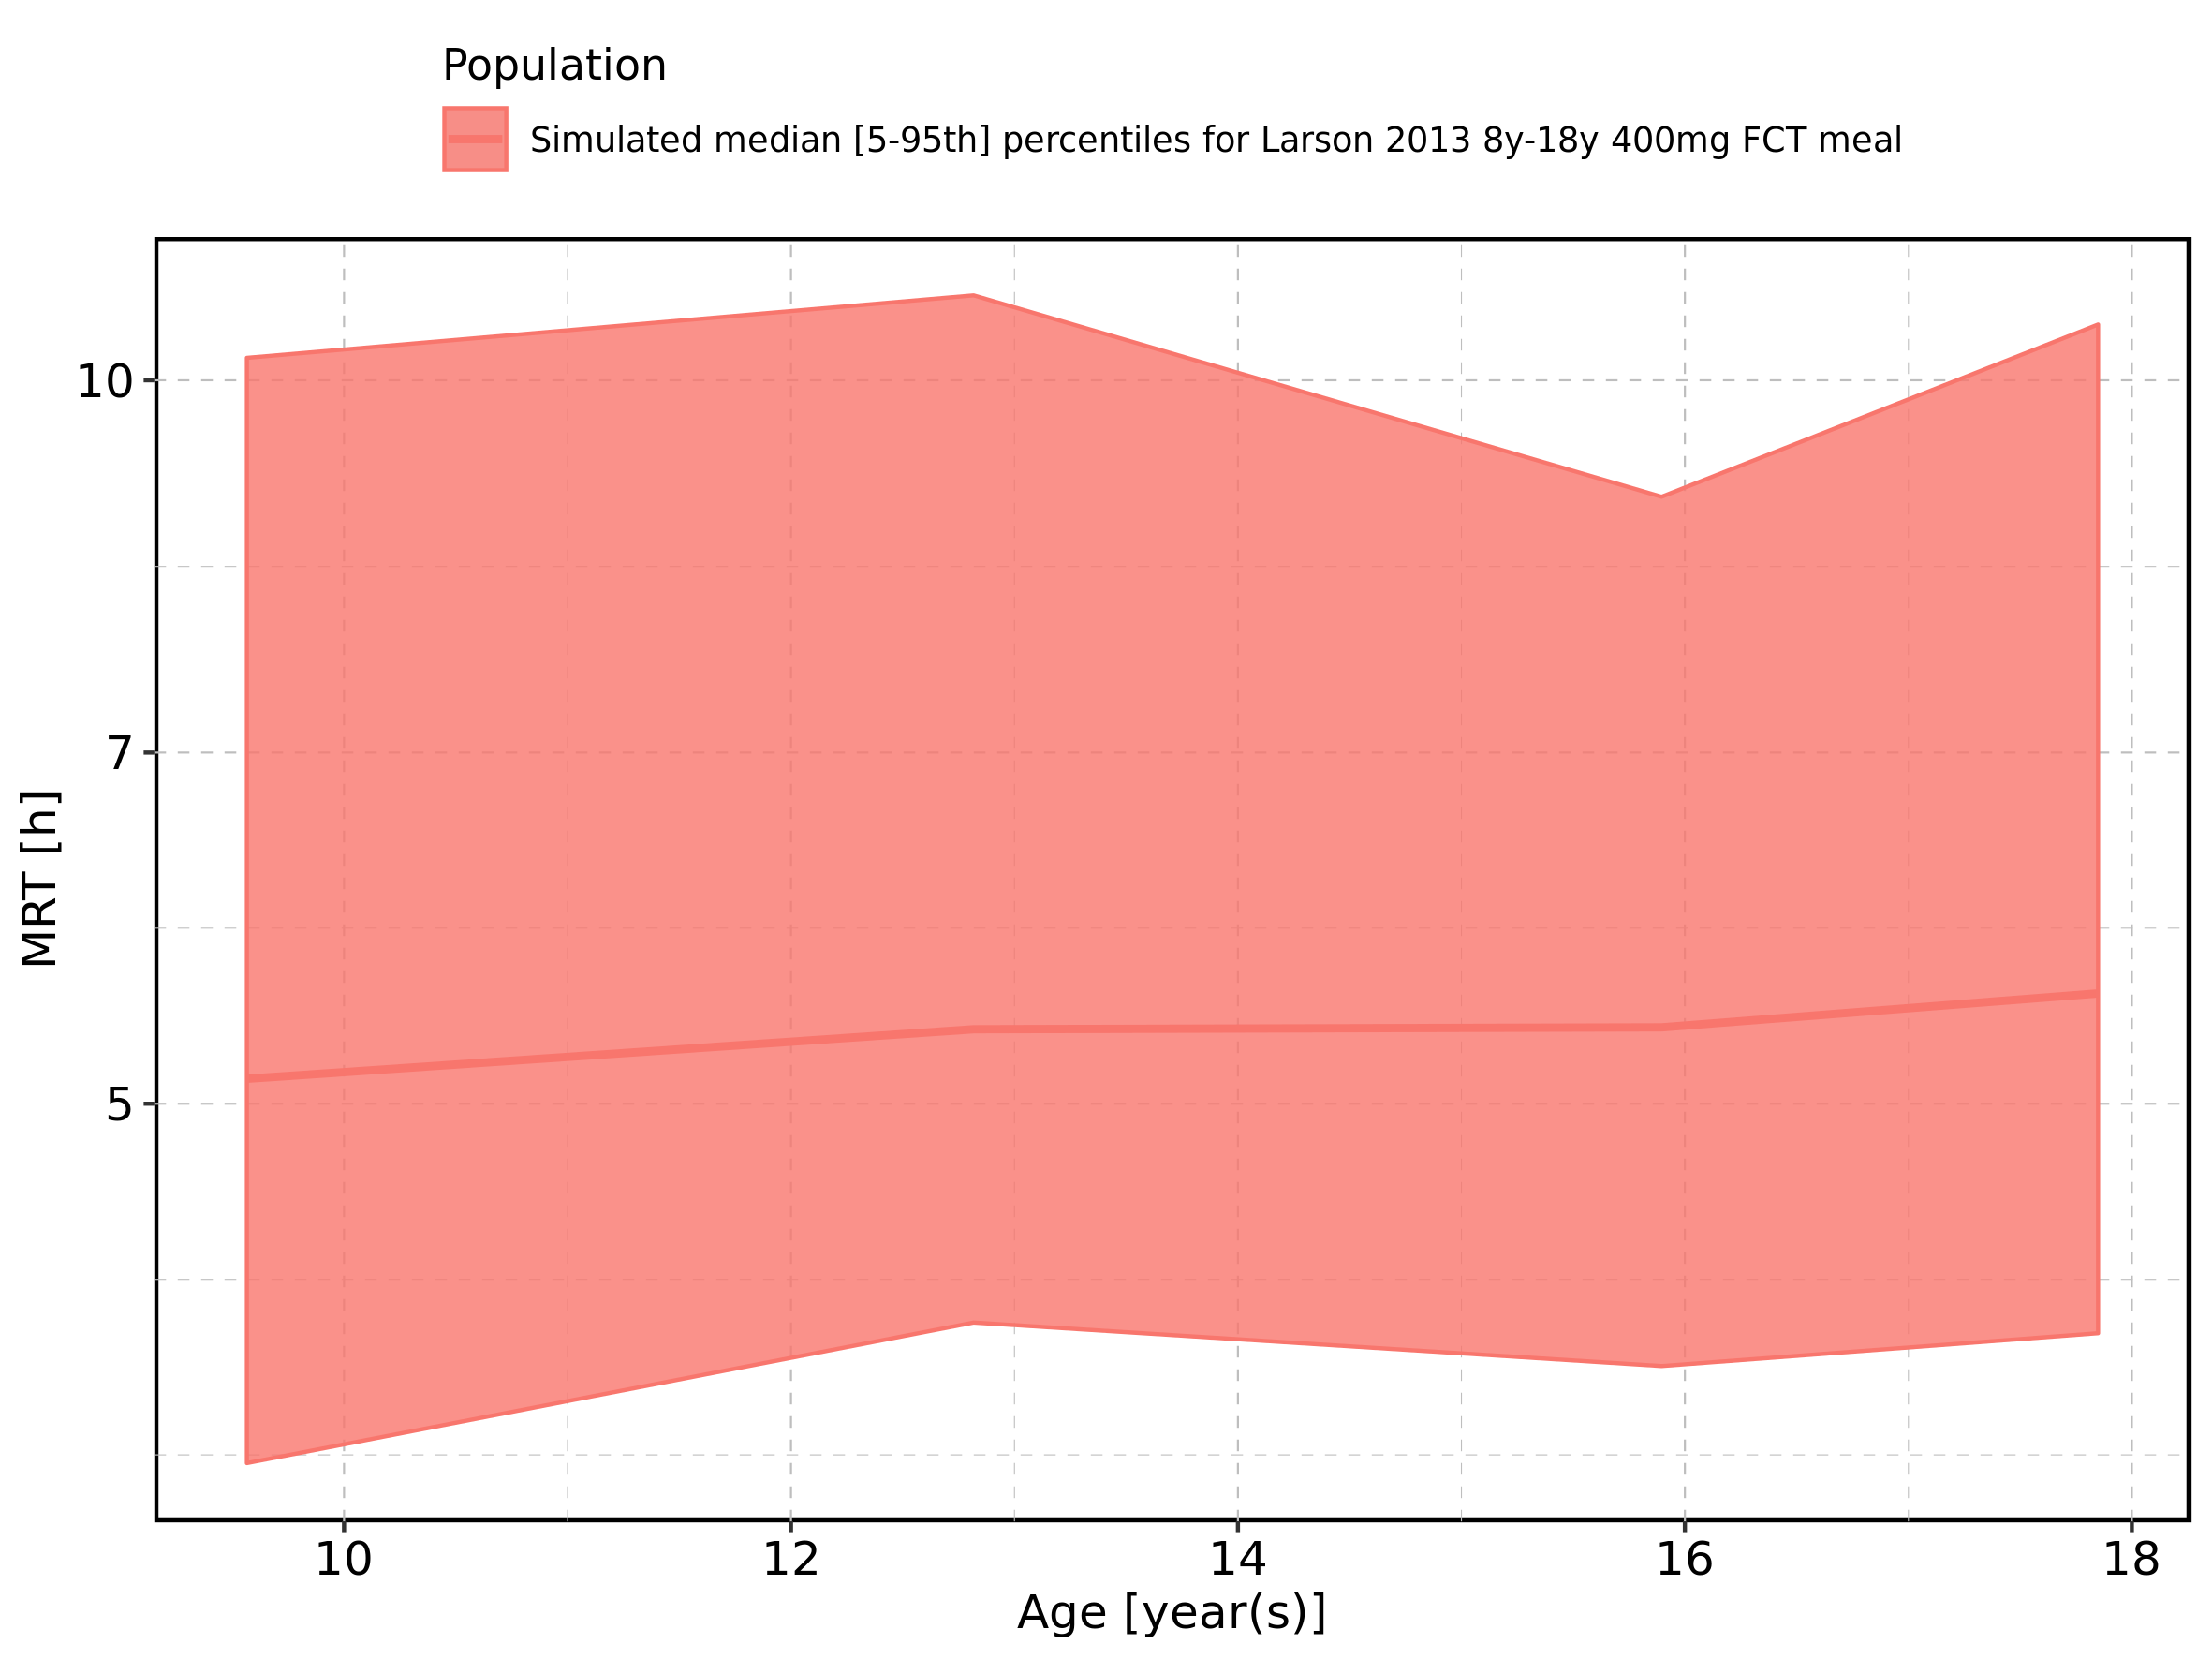 Population
Simulated median [5-95th] percentiles for Larson 2013 8y-18y 400mg FCT meal
10
7
5
MRT [h]
10 12 14 16 18
Age [year(s)]